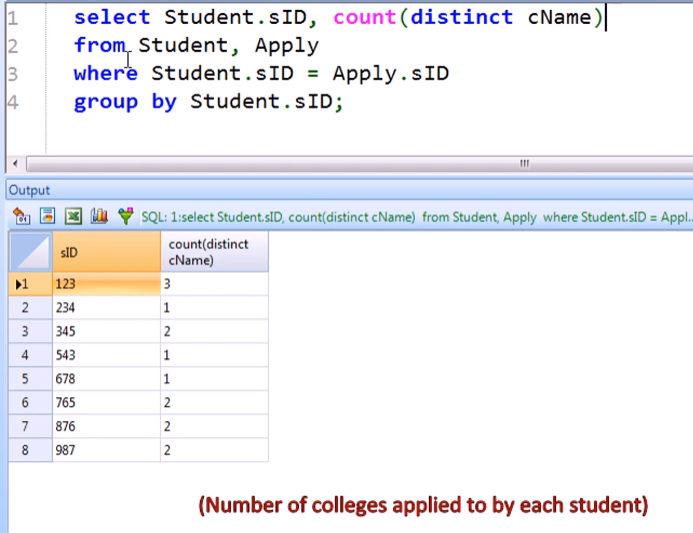 1 select Student.sID, count(distinct cName)
2 from Student, Apply
3 where Student.sID = Apply.sID
4 group by Student.sID;
Output
SQL: 1:select Student.sID, count(distinct cName) from Student, Apply where Student.sID = Appl..
sID count(distinct cName)
1 123 3
2 234 1
3 345 2
4 543 1
5 678 1
6 765 2
7 876 2
8 987 2
(Number of colleges applied to by each student)